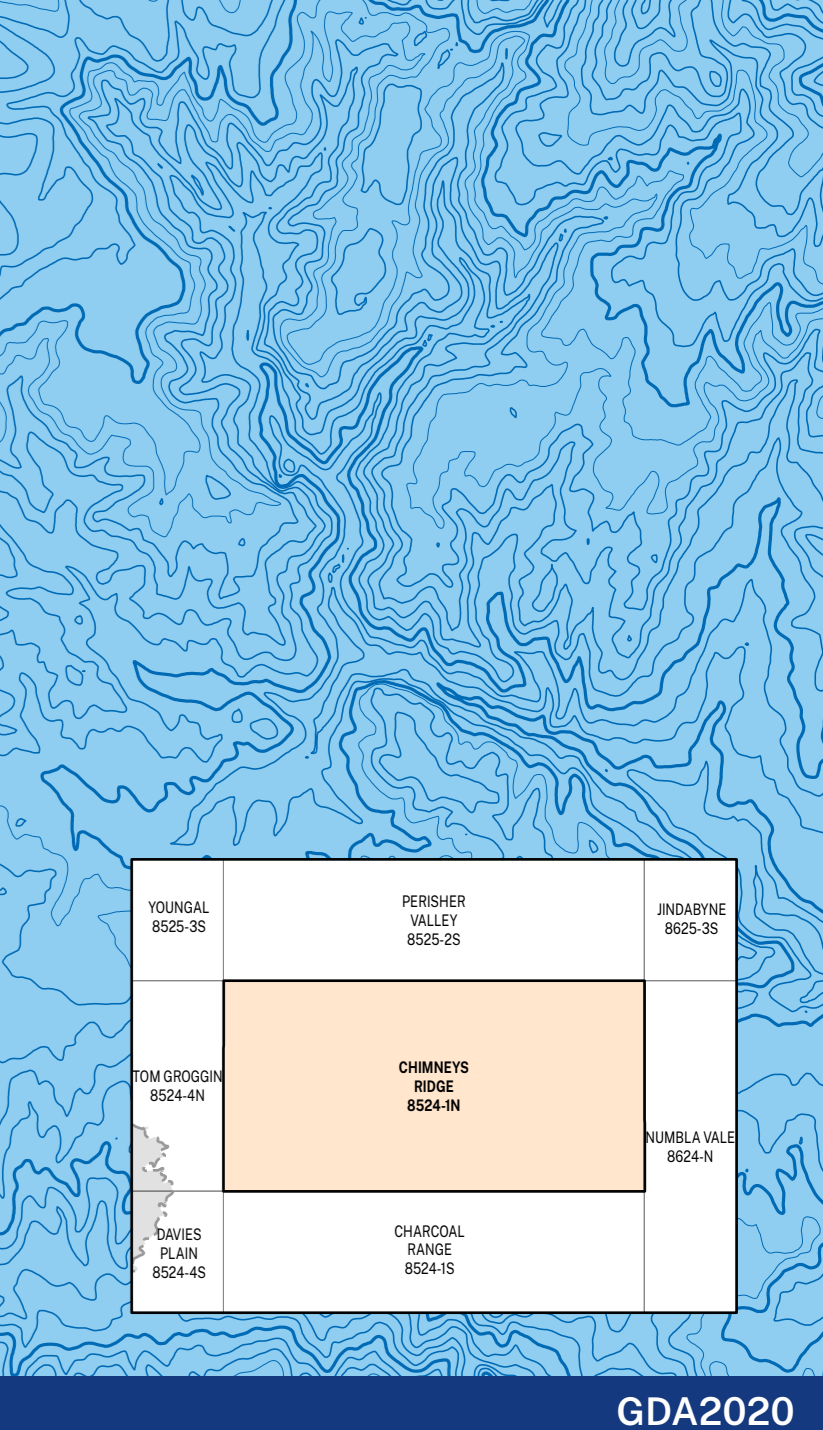 YOUNGAL
8525-3S
PERISHER
VALLEY
8525-2S
JINDABYNE
8625-3S
TOM GROGGIN
8524-4N
CHIMNEYS
RIDGE
8524-1N
NUMBLA VALE
8624-N
DAVIES
PLAIN
8524-4S
CHARCOAL
RANGE
8524-1S
GDA2020